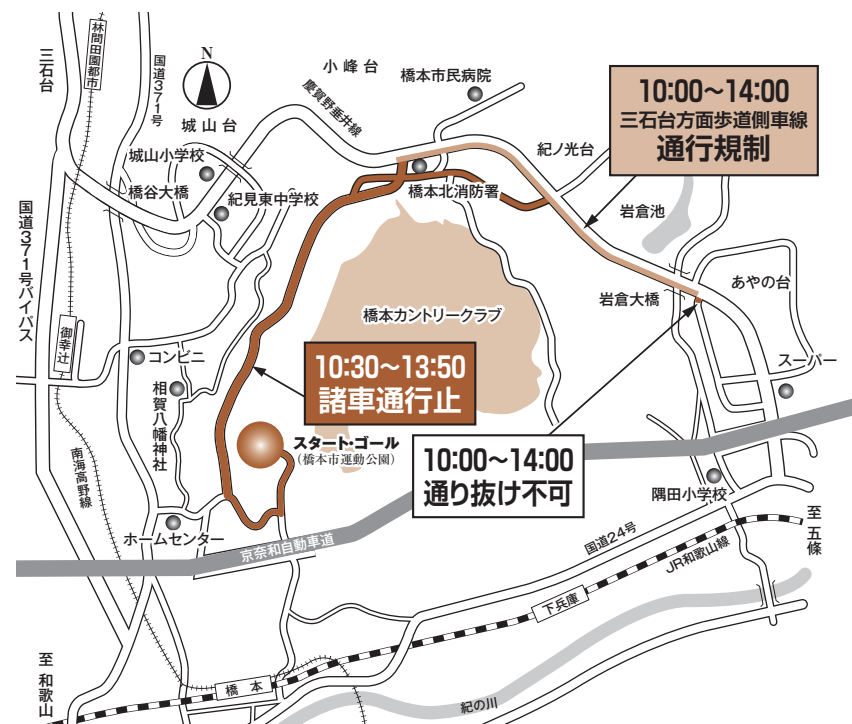 林間田園都市
三石台
国道371号
N
城山台
小峰台
橋本市民病院
慶賀野垂井線
10:00〜14:00
三石台方面歩道側車線
通行規制
紀ノ光台
城山小学校
橋谷大橋
紀見東中学校
橋本北消防署
岩倉池
国道371号バイパス
岩倉大橋
あやの台
橋本カントリークラブ
御幸辻
コンビニ
10:30〜13:50
諸車通行止
スーパー
相賀八幡神社
スタート・ゴール
(橋本市運動公園)
10:00〜14:00
通り抜け不可
南海高野線
隅田小学校
ホームセンター
京奈和自動車道
国道24号
至 五條
JR和歌山線
下兵庫
至 和歌山
橋本
紀の川